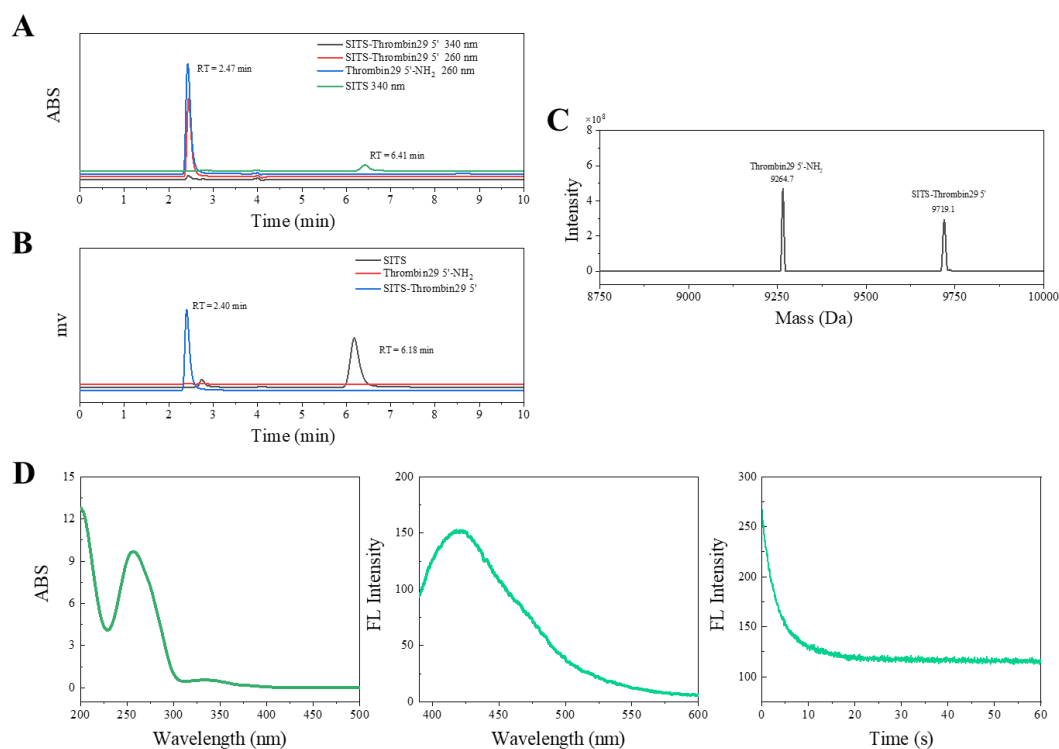 A
SITS-Thrombin29 5' 340 nm
SITS-Thrombin29 5' 260 nm
Thrombin29 5'-NH2 260 nm
SITS 340 nm
RT = 2.47 min
RT = 6.41 min
ABS
0 1 2 3 4 5 6 7 8 9 10
Time (min)
B
SITS
Thrombin29 5'-NH2
SITS-Thrombin29 5'
RT = 2.40 min
RT = 6.18 min
mv
0 1 2 3 4 5 6 7 8 9 10
Time (min)
C
×10^8
8
6
4
2
0
Intensity
Thrombin29 5'-NH2
9264.7
SITS-Thrombin29 5'
9719.1
8750 9000 9250 9500 9750 10000
Mass (Da)
D
15
12
9
6
3
0
ABS
200 250 300 350 400 450 500
Wavelength (nm)
200
150
100
50
0
FL Intensity
400 450 500 550 600
Wavelength (nm)
300
250
200
150
100
FL Intensity
0 10 20 30 40 50 60
Time (s)